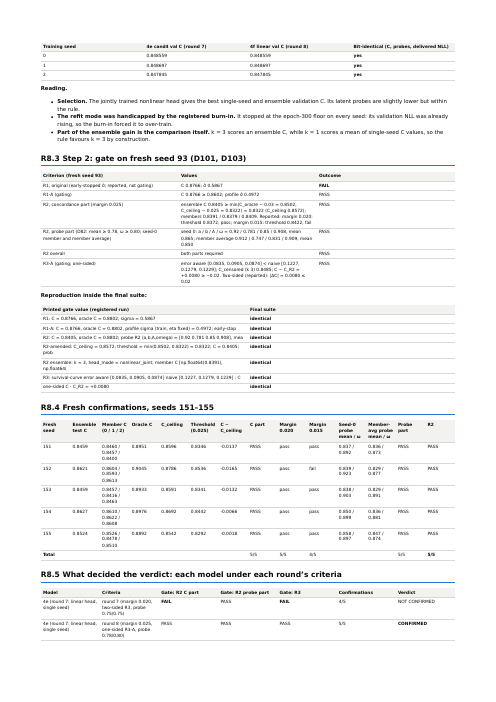 Training seed	4e candit val C (round 7)	4f linear val C (round 8)	Bit-identical (C, probes, delivered NLL)
0	0.848559	0.848559	yes
1	0.848697	0.848697	yes
2	0.847845	0.847845	yes
Reading.
• Selection. The jointly trained nonlinear head gives the best single-seed and ensemble validation C. Its latent probes are slightly lower but within
the rule.
• The refit mode was handicapped by the registered burn-in. It stopped at the epoch-300 floor on every seed: its validation NLL was already
rising, so the burn-in forced it to over-train.
• Part of the ensemble gain is the comparison itself. k = 3 scores an ensemble C, while k = 1 scores a mean of single-seed C values, so the
rule favours k = 3 by construction.
R8.3 Step 2: gate on fresh seed 93 (D101, D103)
Criterion (fresh seed 93)	Values	Outcome
R1, original (early-stopped σ; reported, not gating)	C 0.8766; σ 0.5867	FAIL
R1-A (gating)	C 0.8766 ≥ 0.8602; profile σ 0.4972	PASS
R2, concordance part (margin 0.025)	ensemble C 0.8405 ≥ min(C_oracle − 0.03 = 0.8502,	PASS
C_ceiling − 0.025 = 0.8322) = 0.8322 (C_ceiling 0.8572);
members 0.8391 / 0.8379 / 0.8409. Reported: margin 0.020:
threshold 0.8372, pass; margin 0.015: threshold 0.8422, fail
R2, probe part (D82: mean ≥ 0.78, ω ≥ 0.80; seed-0	seed 0: a / b / A / ω = 0.92 / 0.781 / 0.85 / 0.908, mean	PASS
member and member average)	0.865; member average 0.912 / 0.747 / 0.831 / 0.909, mean
0.850
R2 overall	both parts required	PASS
R3-A (gating; one-sided)	error aware [0.0835, 0.0905, 0.0874] < naive [0.1227,	PASS
0.1279, 0.1229]; C_censored (k 3) 0.8485; C − C_R2 =
+0.0080 ≥ −0.02. Two-sided (reported): |ΔC| = 0.0080 ≤
0.02
Reproduction inside the final suite:
Printed gate value (registered run)	Final suite
R1: C = 0.8766, oracle C = 0.8802, sigma = 0.5867	identical
R1-A: C = 0.8766, oracle C = 0.8802, profile sigma (train, eta fixed) = 0.4972; early-stop	identical
R2: C = 0.8405, oracle C = 0.8802; probe R2 (a,b,A,omega) = [0.92 0.781 0.85 0.908], mea	identical
R2-amended: C_ceiling = 0.8572; threshold = min(0.8502, 0.8322) = 0.8322; C = 0.8405;	identical
prob
R2 ensemble: k = 3, head_mode = nonlinear_joint; member C [np.float64(0.8391),	identical
np.float64(
R3: survival-curve error aware [0.0835, 0.0905, 0.0874] naive [0.1227, 0.1279, 0.1229] ; C	identical
one-sided C - C_R2 = +0.0080	identical
R8.4 Fresh confirmations, seeds 151–155
Fresh	Ensemble	Member C	Oracle C	C_ceiling	Threshold	C −	C part	Margin	Margin	Seed-0	Member-	Probe	R2
seed	test C	(0 / 1 / 2)	(0.025)	C_ceiling	0.020	0.015	probe	avg probe	part
mean / ω	mean / ω
151	0.8459	0.8460 /	0.8951	0.8596	0.8346	-0.0137	PASS	pass	pass	0.837 /	0.836 /	PASS	PASS
0.8457 /	0.892	0.873
0.8400
152	0.8621	0.8604 /	0.9045	0.8786	0.8536	-0.0165	PASS	pass	fail	0.839 /	0.829 /	PASS	PASS
0.8593 /	0.923	0.877
0.8613
153	0.8459	0.8457 /	0.8933	0.8591	0.8341	-0.0132	PASS	pass	pass	0.838 /	0.829 /	PASS	PASS
0.8416 /	0.903	0.891
0.8463
154	0.8627	0.8610 /	0.8976	0.8692	0.8442	-0.0066	PASS	pass	pass	0.850 /	0.836 /	PASS	PASS
0.8622 /	0.899	0.881
0.8608
155	0.8524	0.8526 /	0.8892	0.8542	0.8292	-0.0018	PASS	pass	pass	0.858 /	0.847 /	PASS	PASS
0.8478 /	0.897	0.874
0.8510
Total	5/5	5/5	4/5	5/5	5/5
R8.5 What decided the verdict: each model under each round's criteria
Model	Criteria	Gate: R2 C part	Gate: R2 probe part	Gate: R3	Confirmations	Verdict
4e (round 7: linear head,	round 7 (margin 0.020,	FAIL	PASS	FAIL	4/5	NOT CONFIRMED
single seed)	two-sided R3, probe
0.75/0.75)
4e (round 7: linear head,	round 8 (margin 0.025,	PASS	PASS	PASS	5/5	CONFIRMED
single seed)	one-sided R3-A, probe
0.78/0.80)